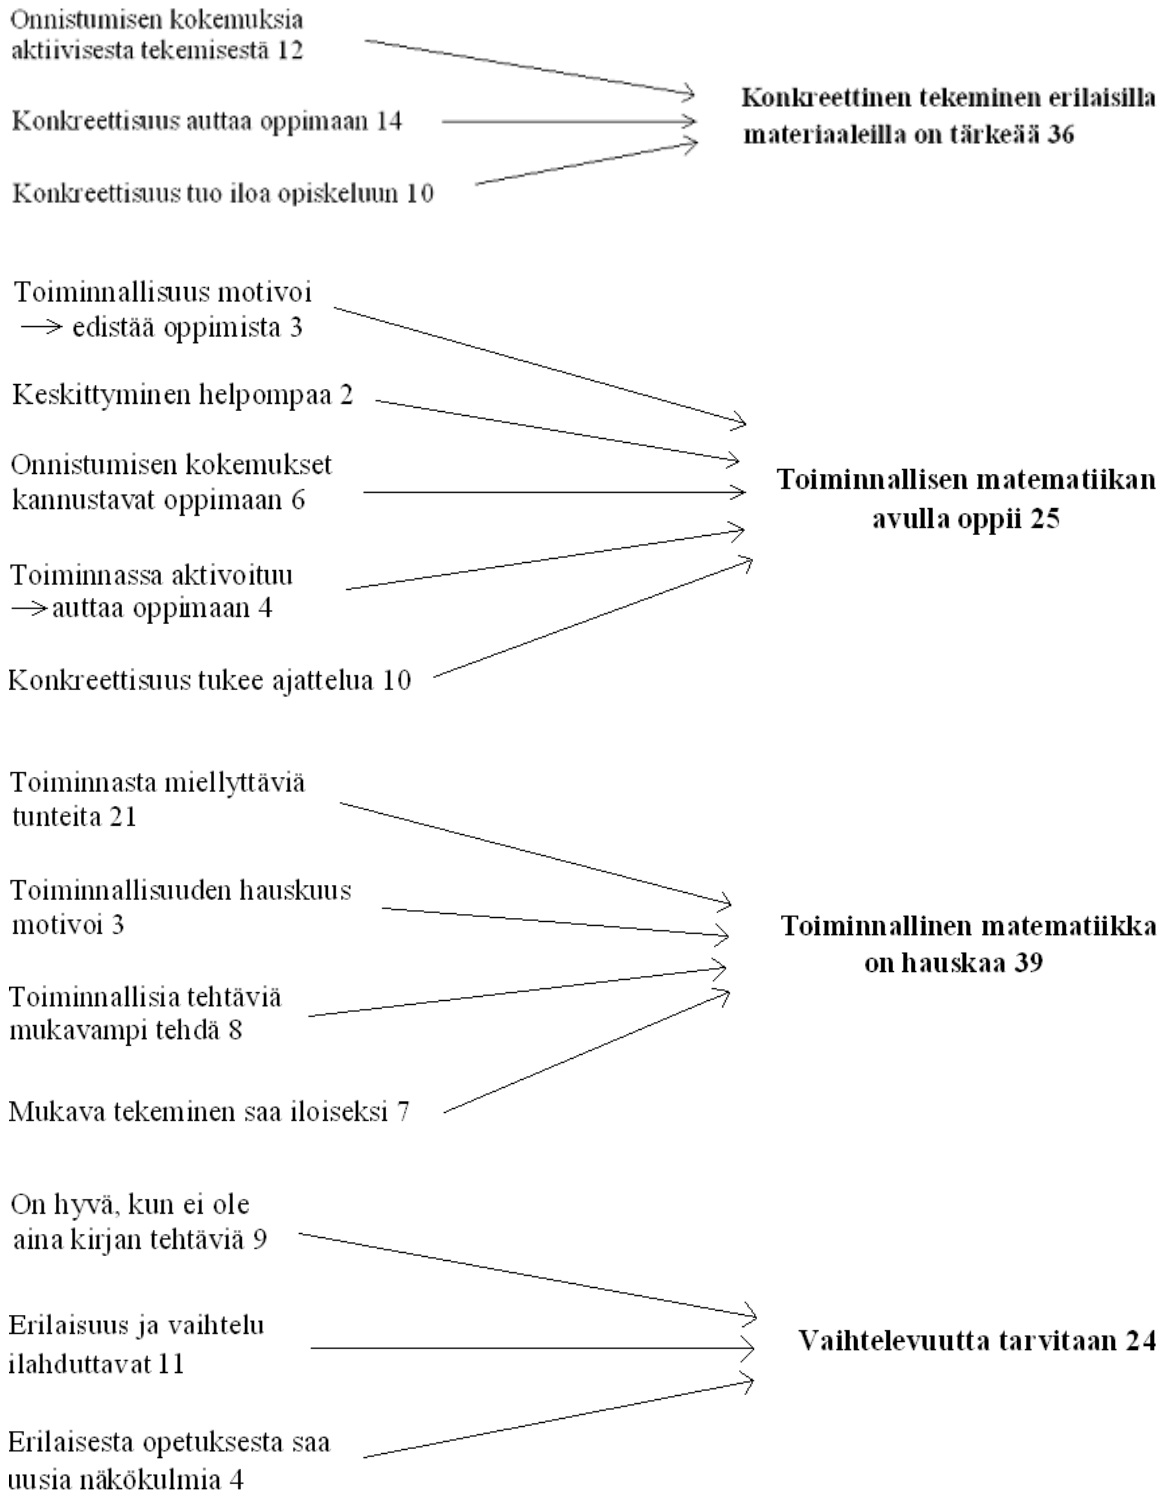 Onnistumisen kokemuksia
aktiivisesta tekemisestä 12
Konkreettisuus auttaa oppimaan 14
Konkreettisuus tuo iloa opiskeluun 10
Konkreettinen tekeminen erilaisilla
materiaaleilla on tärkeää 36
Toiminnallisuus motivoi
→ edistää oppimista 3
Keskittyminen helpompaa 2
Onnistumisen kokemukset
kannustavat oppimaan 6
Toiminnassa aktivoituu
→ auttaa oppimaan 4
Konkreettisuus tukee ajattelua 10
Toiminnallisen matematiikan
avulla oppii 25
Toiminnasta miellyttäviä
tunteita 21
Toiminnallisuuden hauskuus
motivoi 3
Toiminnallisia tehtäviä
mukavampi tehdä 8
Mukava tekeminen saa iloiseksi 7
Toiminnallinen matematiikka
on hauskaa 39
On hyvä, kun ei ole
aina kirjan tehtäviä 9
Erilaisuus ja vaihtelu
ilahduttavat 11
Erilaisesta opetuksesta saa
uusia näkökulmia 4
Vaihtelevuutta tarvitaan 24